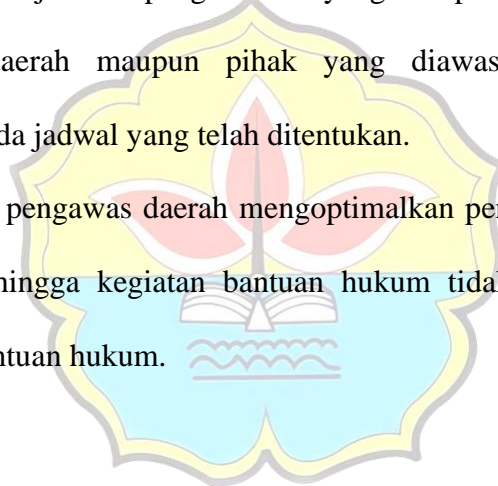 daerah maupun pihak yang diawas
da jadwal yang telah ditentukan.
pengawas daerah mengoptimalkan pe
hingga kegiatan bantuan hukum tida
ntuan hukum.